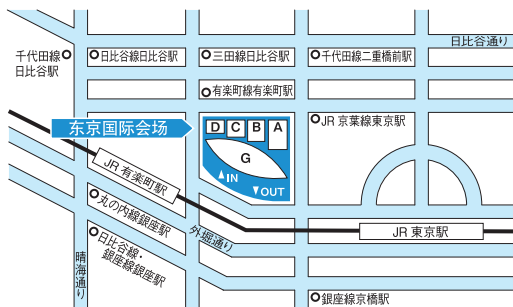 日比谷通り
千代田線
日比谷駅
日比谷線日比谷駅
三田線日比谷駅
千代田線二重橋前駅
有楽町線有楽町駅
东京国际会场
D C B A
G
IN
OUT
JR 京葉線東京駅
JR 有楽町駅
丸の内線銀座駅
外堀通り
JR 東京駅
日比谷線・
銀座線銀座駅
晴海通り
銀座線京橋駅